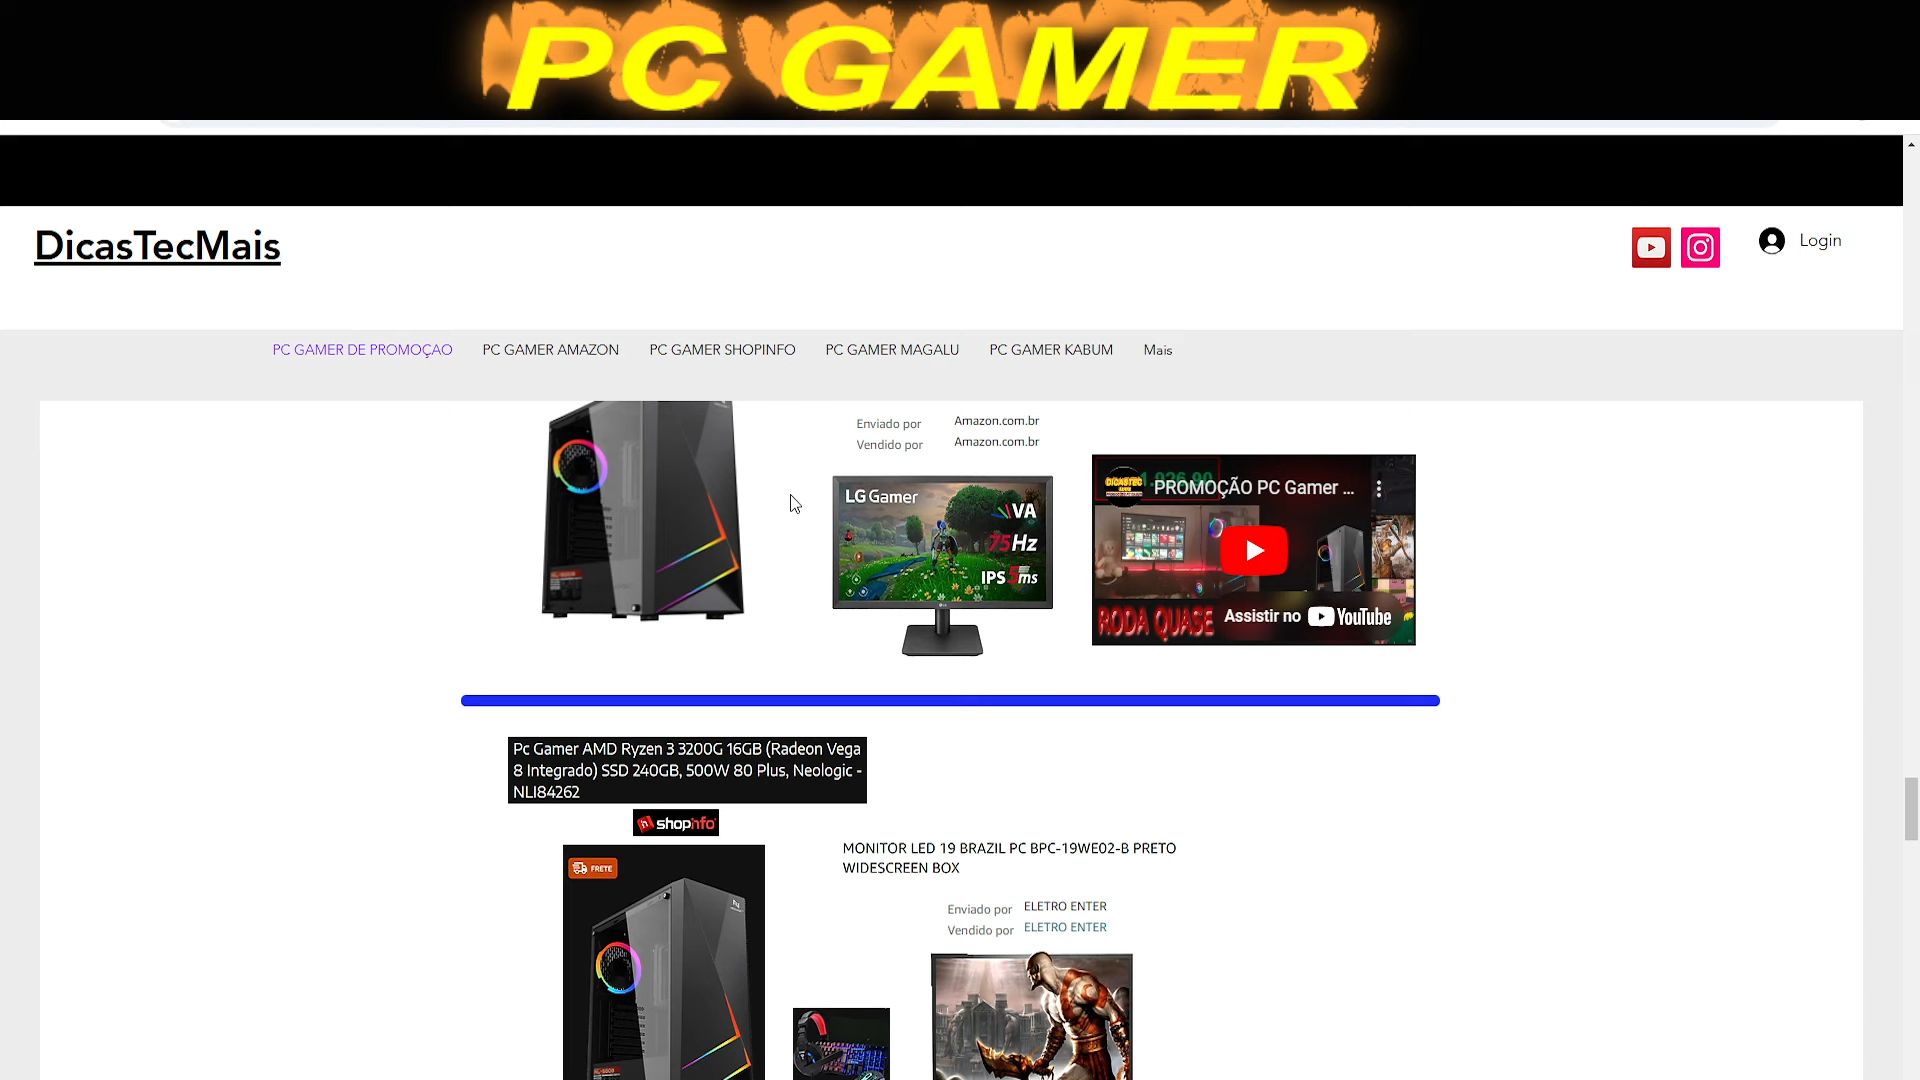 PC GAMER
DicasTecMais
Login
PC GAMER DE PROMOÇAO
PC GAMER AMAZON
PC GAMER SHOPINFO
PC GAMER MAGALU
PC GAMER KABUM
Mais
Enviado por Amazon.com.br
Vendido por Amazon.com.br
LG Gamer
VA
75Hz
IPS 5ms
DICASTEC
1.026,90
PROMOÇÃO PC Gamer ...
RODA QUASE
Assistir no YouTube
Pc Gamer AMD Ryzen 3 3200G 16GB (Radeon Vega
8 Integrado) SSD 240GB, 500W 80 Plus, Neologic -
NLI84262
shopinfo
FRETE
MONITOR LED 19 BRAZIL PC BPC-19WE02-B PRETO
WIDESCREEN BOX
Enviado por ELETRO ENTER
Vendido por ELETRO ENTER